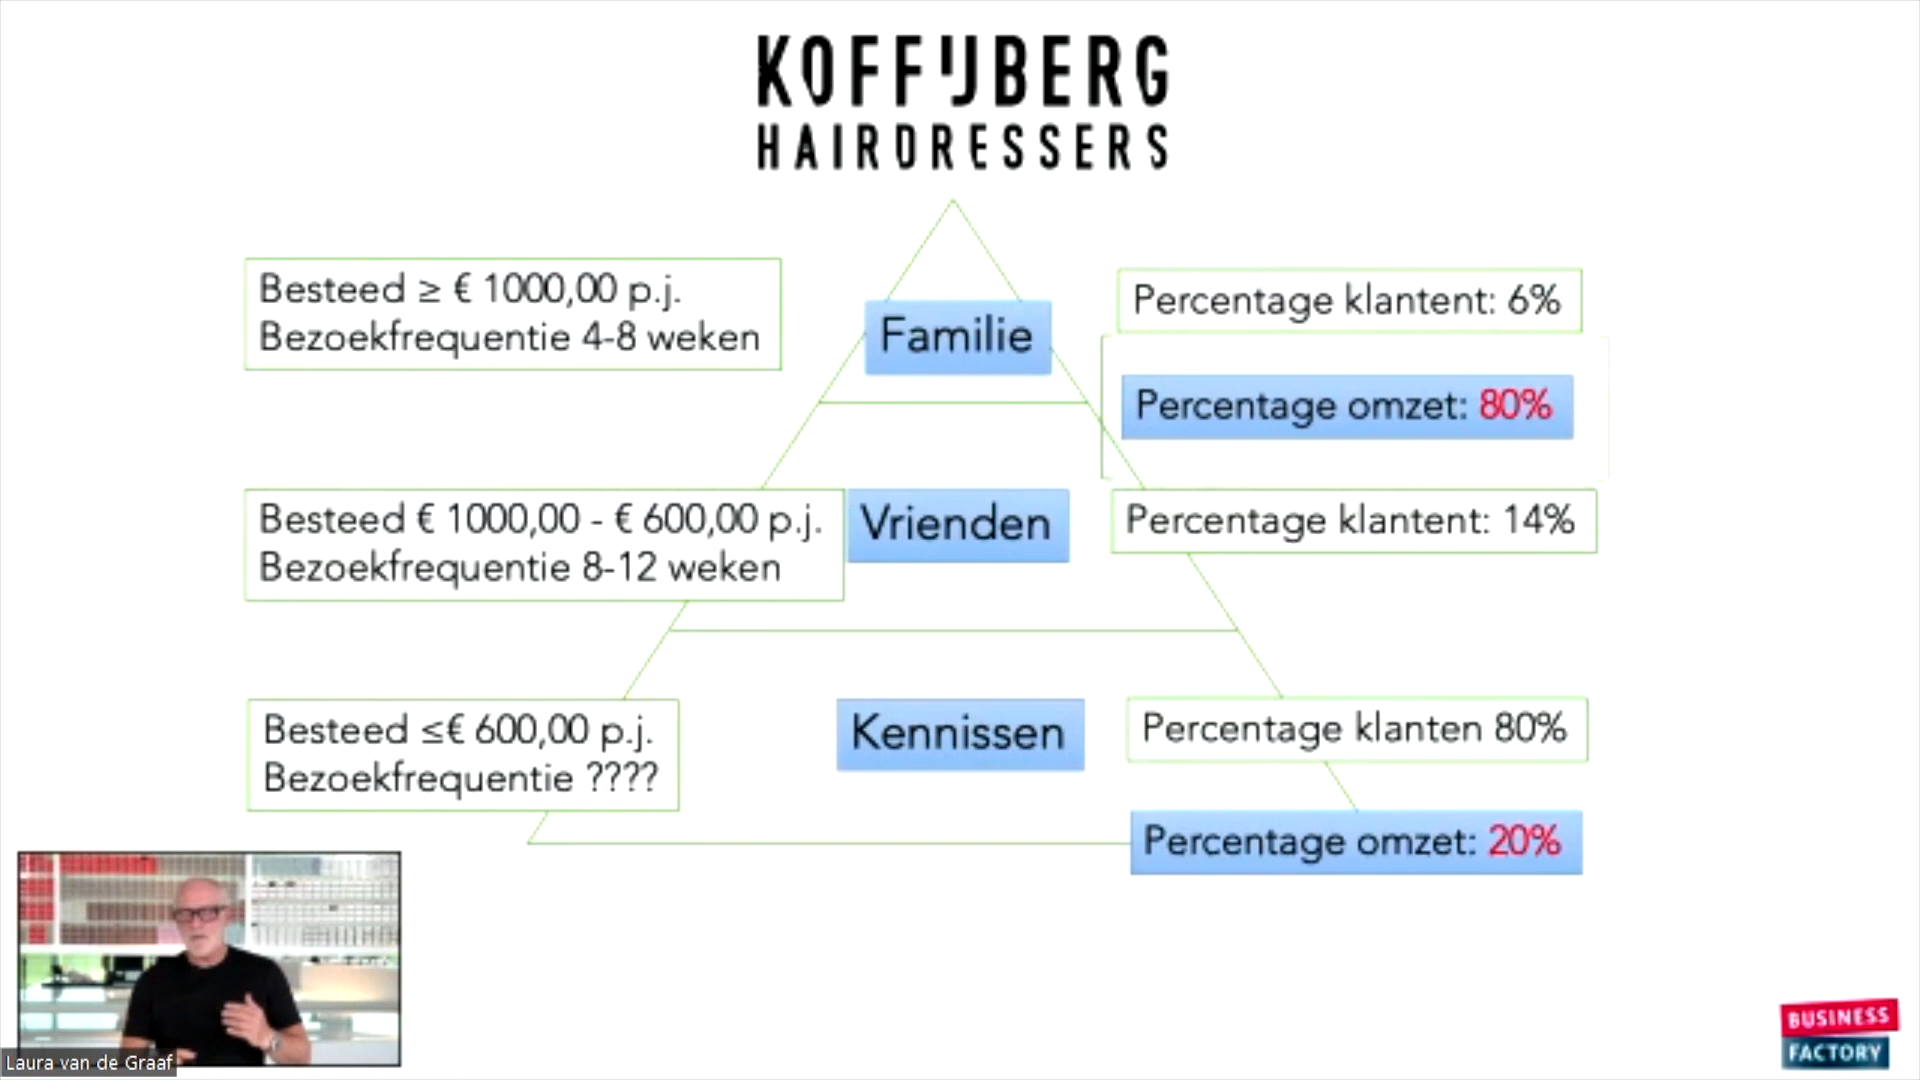 KOFFIJBERG
HAIRDRESSERS
Besteed ≥ € 1000,00 p.j.
Bezoekfrequentie 4-8 weken
Familie
Percentage klantent: 6%
Percentage omzet: 80%
Besteed € 1000,00 - € 600,00 p.j.
Bezoekfrequentie 8-12 weken
Vrienden
Percentage klantent: 14%
Besteed ≤€ 600,00 p.j.
Bezoekfrequentie ????
Kennissen
Percentage klanten 80%
Percentage omzet: 20%
Laura van de Graaf
BUSINESS
FACTORY